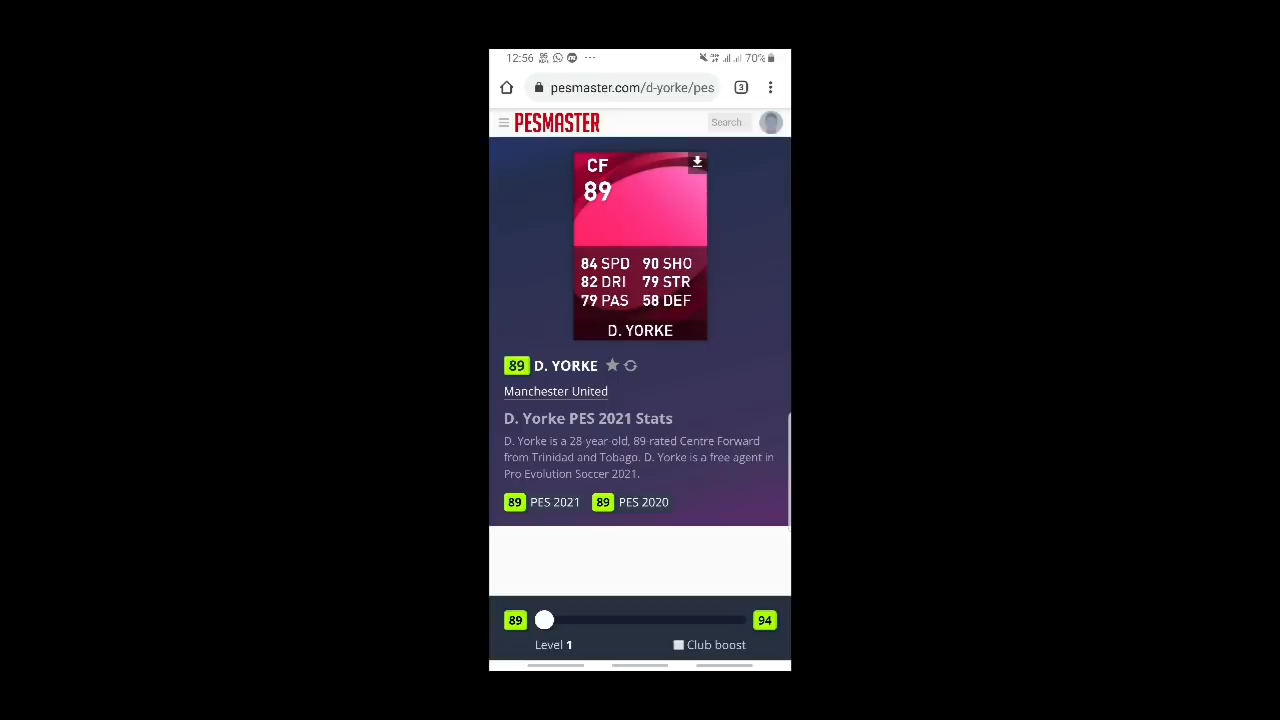 12:56 ... 70%
pesmaster.com/d-yorke/pes 3
PESMASTER Search
CF
89
84 SPD 90 SHO
82 DRI 79 STR
79 PAS 58 DEF
D. YORKE
89 D. YORKE
Manchester United
D. Yorke PES 2021 Stats
D. Yorke is a 28-year-old, 89-rated Centre Forward
from Trinidad and Tobago. D. Yorke is a free agent in
Pro Evolution Soccer 2021.
89 PES 2021 89 PES 2020
89 94
Level 1 Club boost